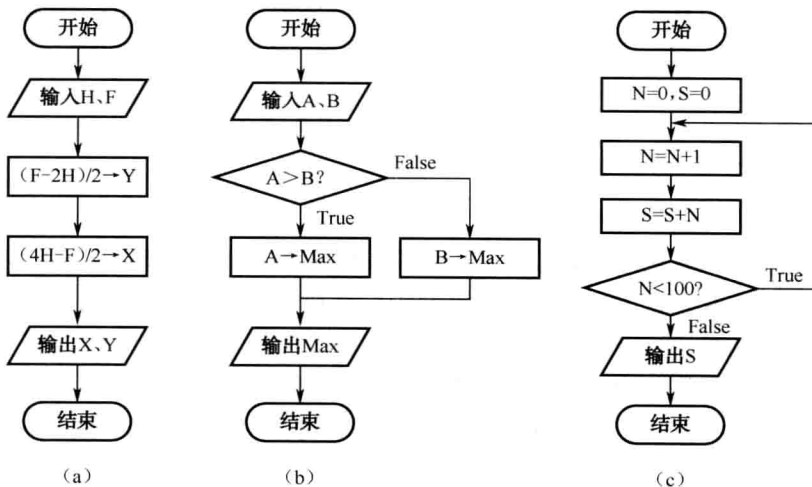 开始
输入H、F
(F-2H)/2→Y
(4H-F)/2→X
输出X、Y
结束
(a)
开始
输入A、B
A>B?
False
True
A→Max
B→Max
输出Max
结束
(b)
开始
N=0,S=0
N=N+1
S=S+N
N<100?
True
False
输出S
结束
(c)